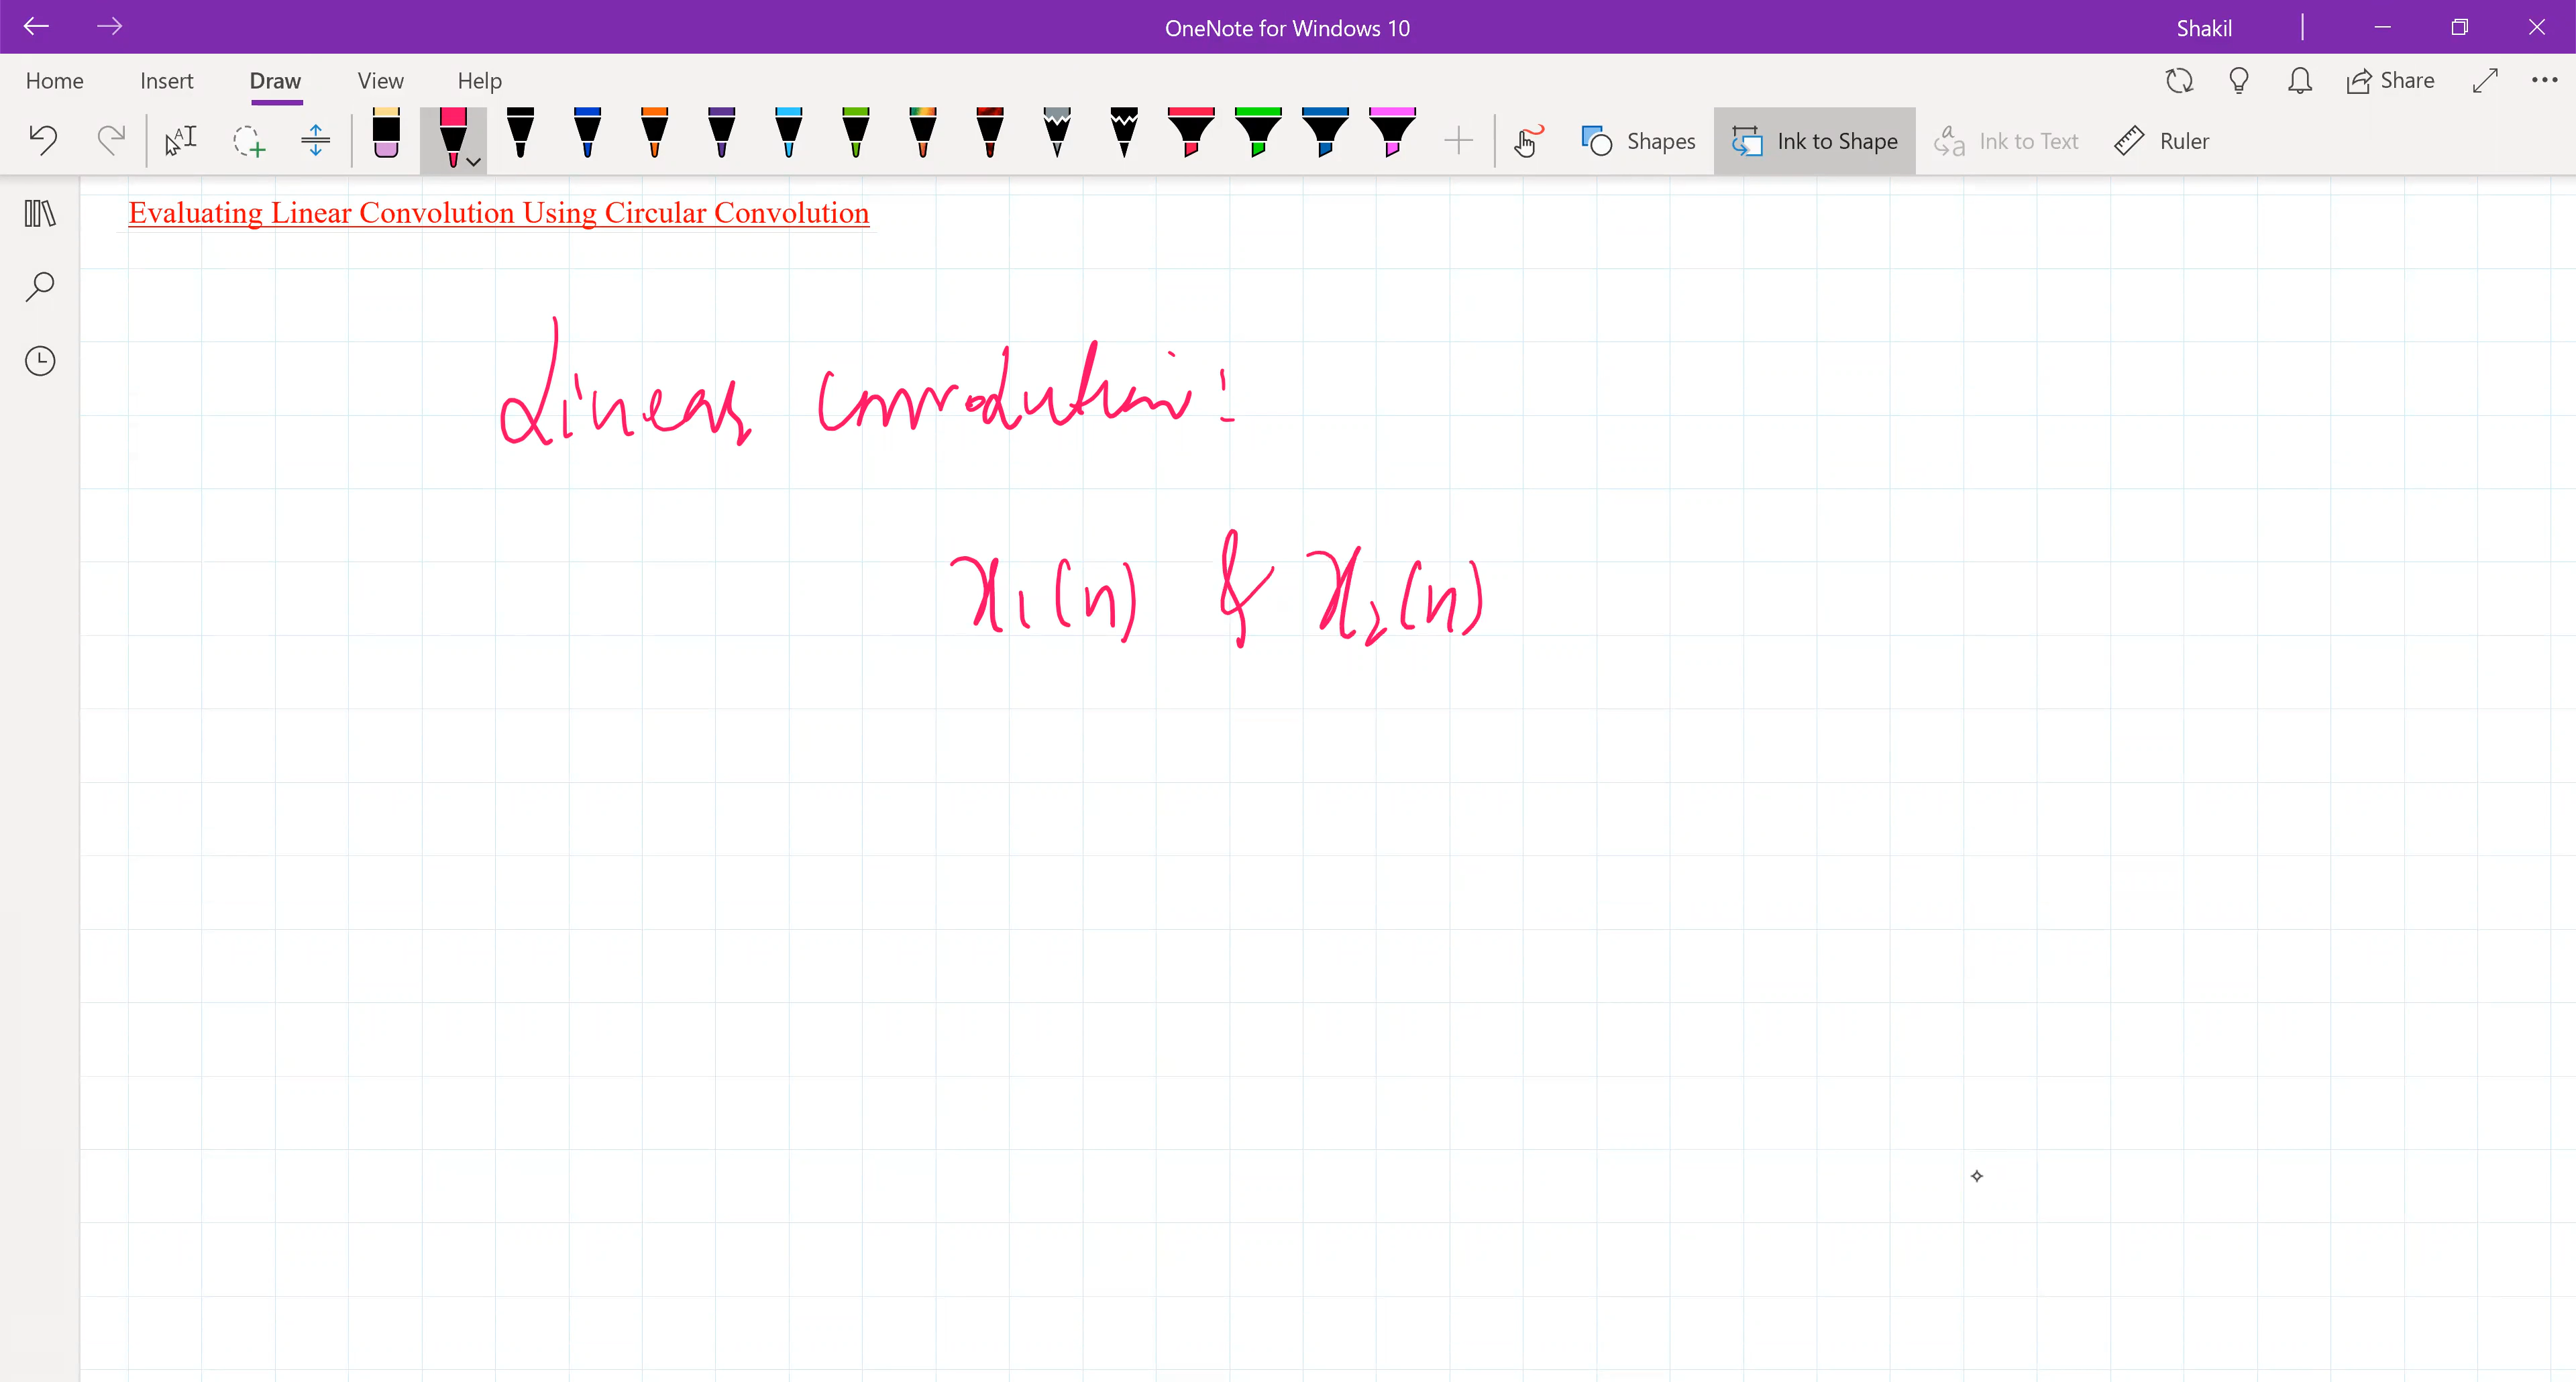 OneNote for Windows 10
Shakil
Home Insert Draw View Help
Share
Shapes Ink to Shape Ink to Text Ruler
Evaluating Linear Convolution Using Circular Convolution
Linear Convolution:
x₁(n) & x₂(n)